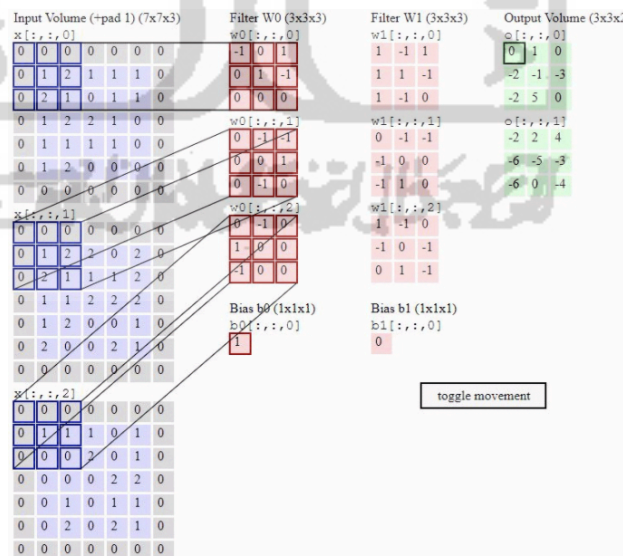 Input Volume (+pad 1) (7x7x3)
x[:,:,0]
0 0 0 0 0 0 0
0 1 2 1 1 1 0
0 2 1 0 1 1 0
0 1 2 2 1 0 0
0 1 1 1 1 0 0
0 1 2 0 0 0 0
0 0 0 0 0 0 0
x[:,:,1]
0 0 0 0 0 0 0
0 1 2 2 0 2 0
0 2 1 1 1 2 0
0 1 1 2 2 2 0
0 1 2 0 0 1 0
0 2 0 0 2 1 0
0 0 0 0 0 0 0
x[:,:,2]
0 0 0 0 0 0 0
0 1 1 1 0 1 0
0 0 0 2 0 1 0
0 0 0 0 2 2 0
0 0 1 0 1 1 0
0 0 2 0 2 1 0
0 0 0 0 0 0 0
Filter W0 (3x3x3)
w0[:,:,0]
-1 0 1
0 1 -1
0 0 0
w0[:,:,1]
0 -1 -1
0 0 1
0 -1 0
w0[:,:,2]
0 -1 0
1 0 0
-1 0 0
Bias b0 (1x1x1)
b0[:,:,0]
1
Filter W1 (3x3x3)
w1[:,:,0]
1 -1 1
1 1 -1
1 -1 0
w1[:,:,1]
0 -1 -1
-1 0 0
-1 1 0
w1[:,:,2]
1 -1 0
-1 0 -1
0 1 -1
Bias b1 (1x1x1)
b1[:,:,0]
0
Output Volume (3x3x2)
o[:,:,0]
0 1 0
-2 -1 -3
-2 5 0
o[:,:,1]
-2 2 4
-6 -5 -3
-6 0 -4
toggle movement